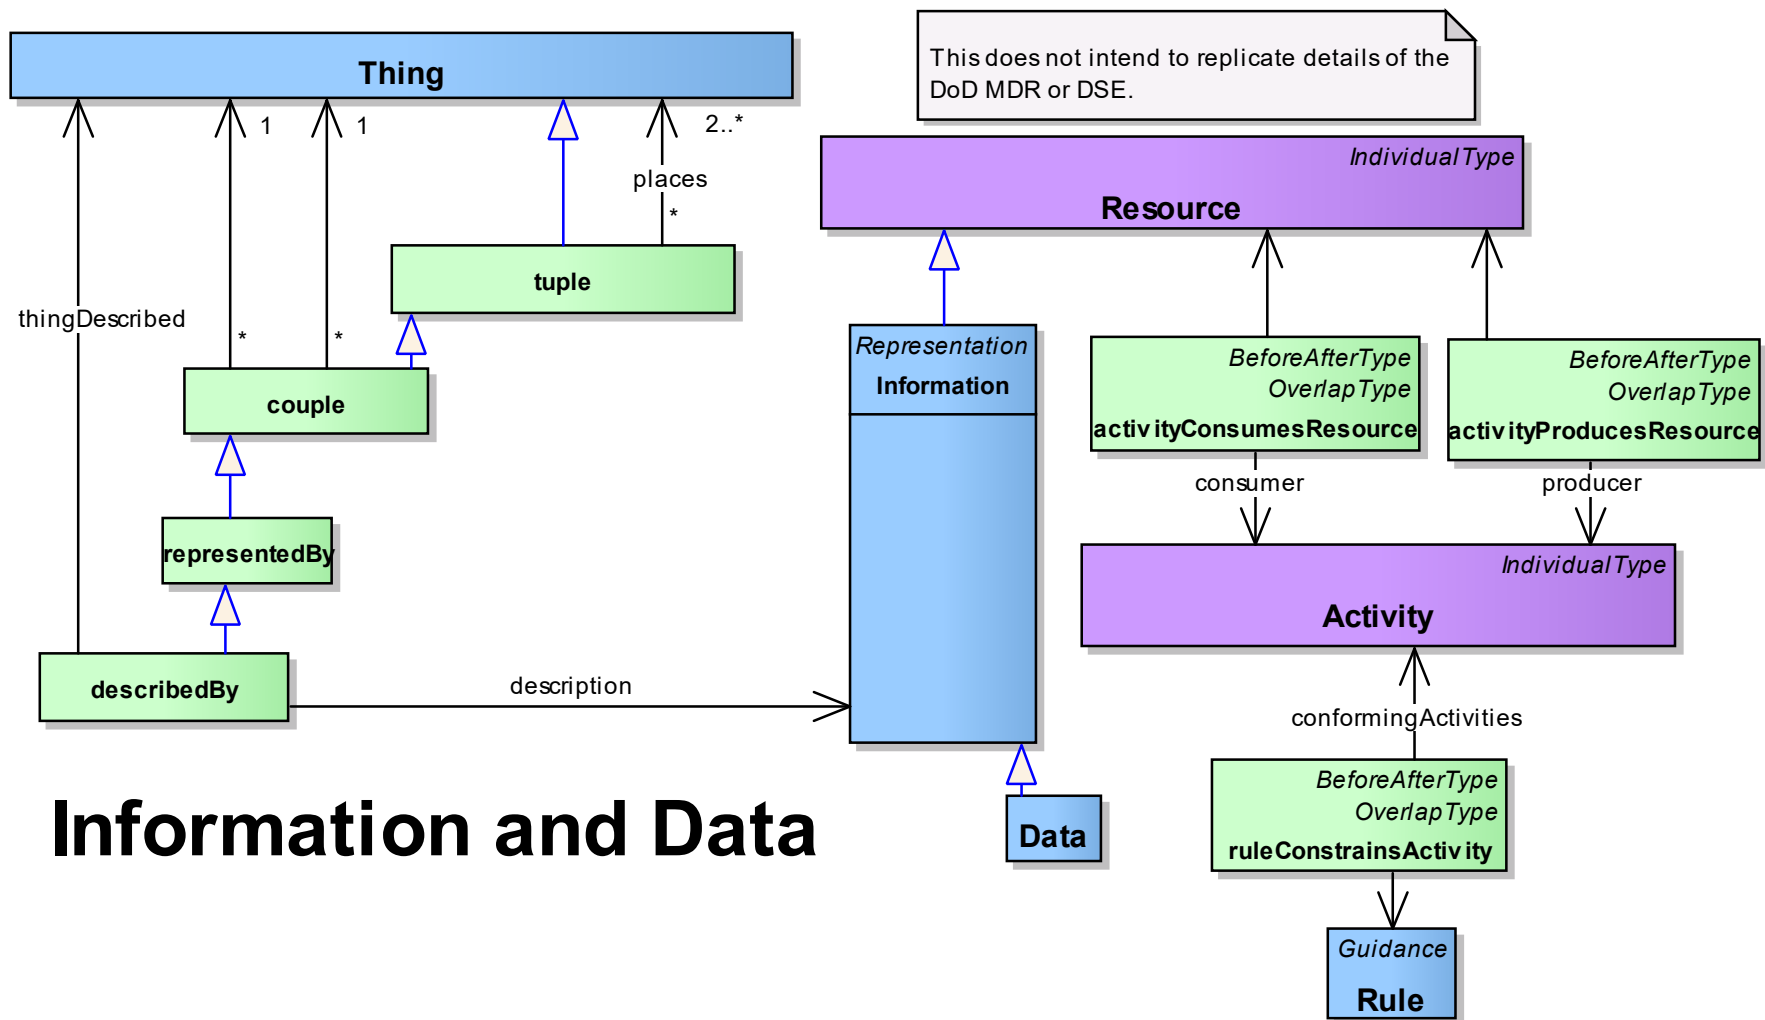 Thing
This does not intend to replicate details of the
DoD MDR or DSE.
1
1
2..*
places
*
IndividualType
Resource
tuple
thingDescribed
*
*
couple
Representation
Information
BeforeAfterType
OverlapType
activityConsumesResource
BeforeAfterType
OverlapType
activityProducesResource
consumer
producer
representedBy
IndividualType
Activity
describedBy
description
conformingActivities
BeforeAfterType
OverlapType
ruleConstrainsActivity
Information and Data
Data
Guidance
Rule